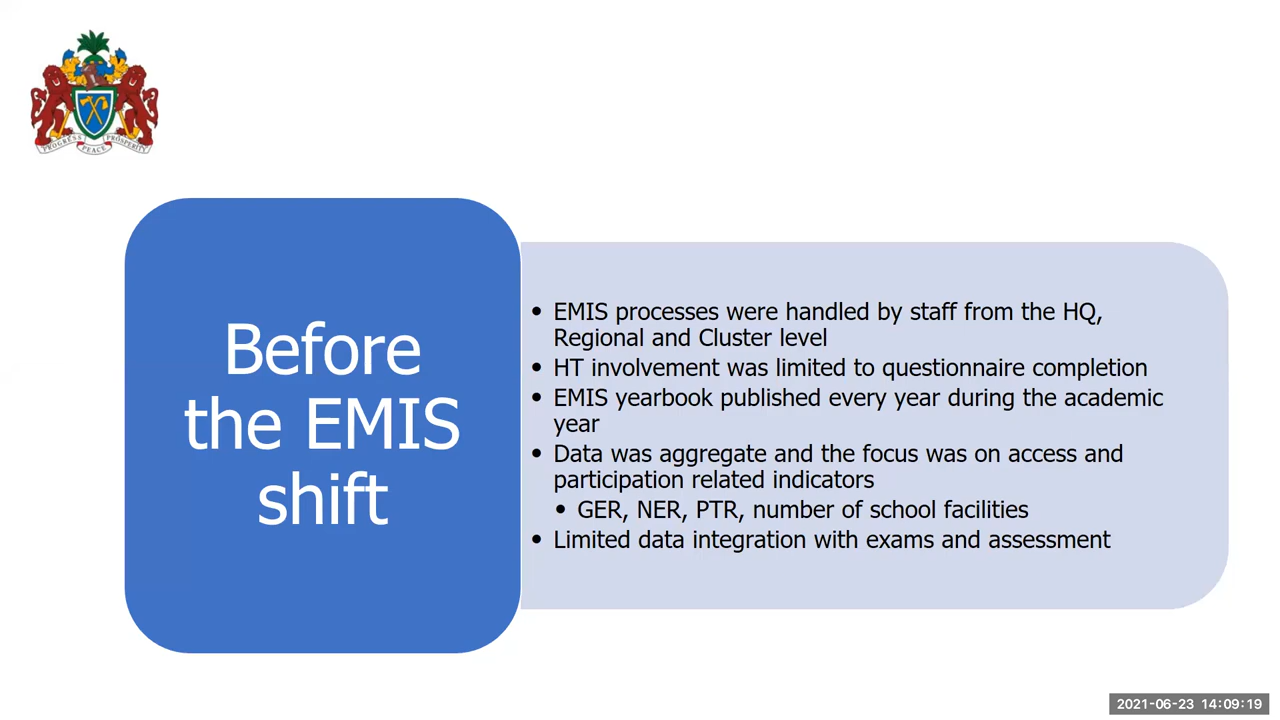 PROGRESS
PEACE
PROSPERITY
Before
the EMIS
shift
• EMIS processes were handled by staff from the HQ,
Regional and Cluster level
• HT involvement was limited to questionnaire completion
• EMIS yearbook published every year during the academic
year
• Data was aggregate and the focus was on access and
participation related indicators
• GER, NER, PTR, number of school facilities
• Limited data integration with exams and assessment
2021-06-23 14:09:19